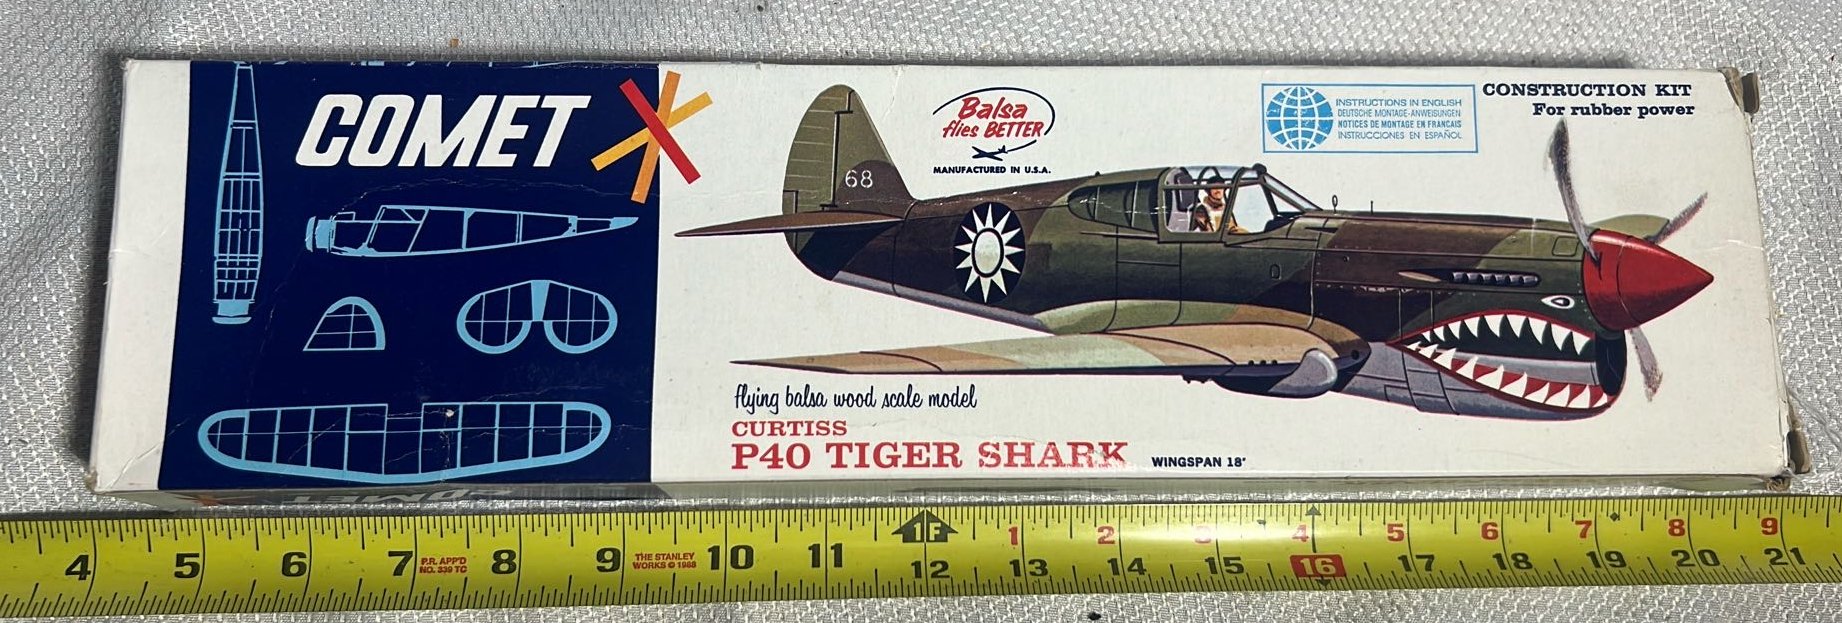 COMET
68
Balsa
flies BETTER
MANUFACTURED IN U.S.A.
INSTRUCTIONS IN ENGLISH
DEUTSCHE MONTAGE-ANWEISUNGEN
NOTICES DE MONTAGE EN FRANCAIS
INSTRUCCIONES EN ESPAÑOL
CONSTRUCTION KIT
For rubber power
flying balsa wood scale model
CURTISS
P40 TIGER SHARK
WINGSPAN 18"
COMET
1F 1 2 3 4 5 6 7 8 9
4 5 6 7 8 9 10 11 12 13 14 15 16 17 18 19 20 21
P.R. APP'D
NO. 339 TC
THE STANLEY
WORKS © 1988